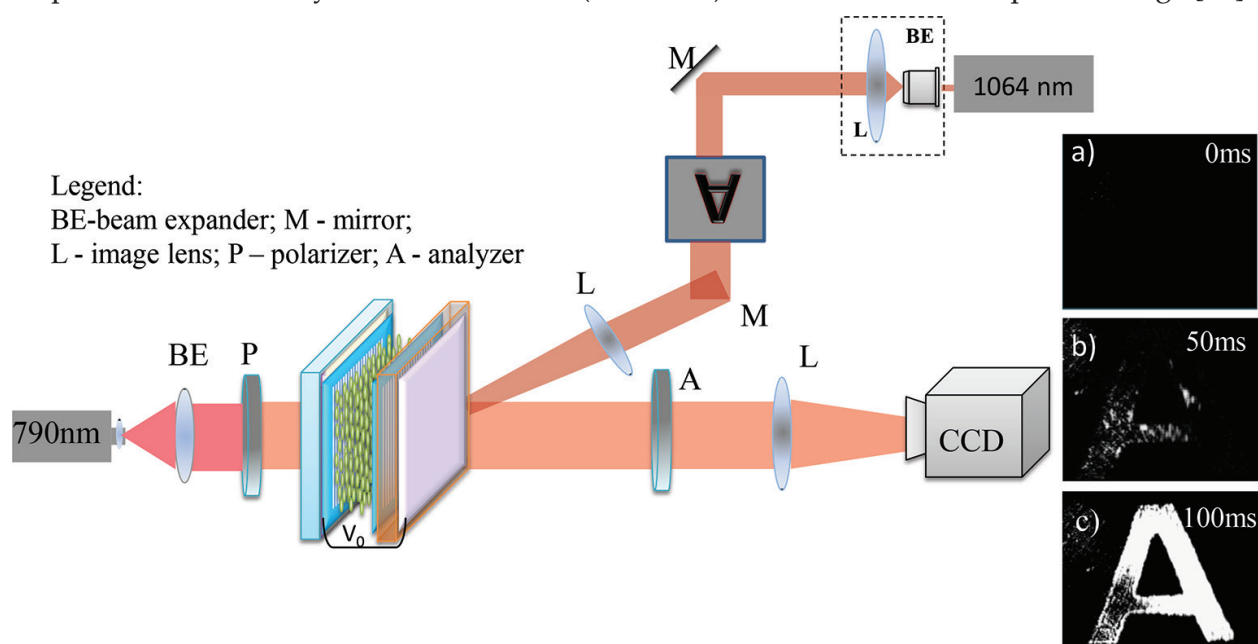 M
BE
1064 nm
L
a)
0ms
A
Legend:
BE-beam expander; M - mirror;
L - image lens; P – polarizer; A - analyzer
L
M
b)
50ms
BE
P
A
L
790nm
CCD
V₀
c)
100ms
A